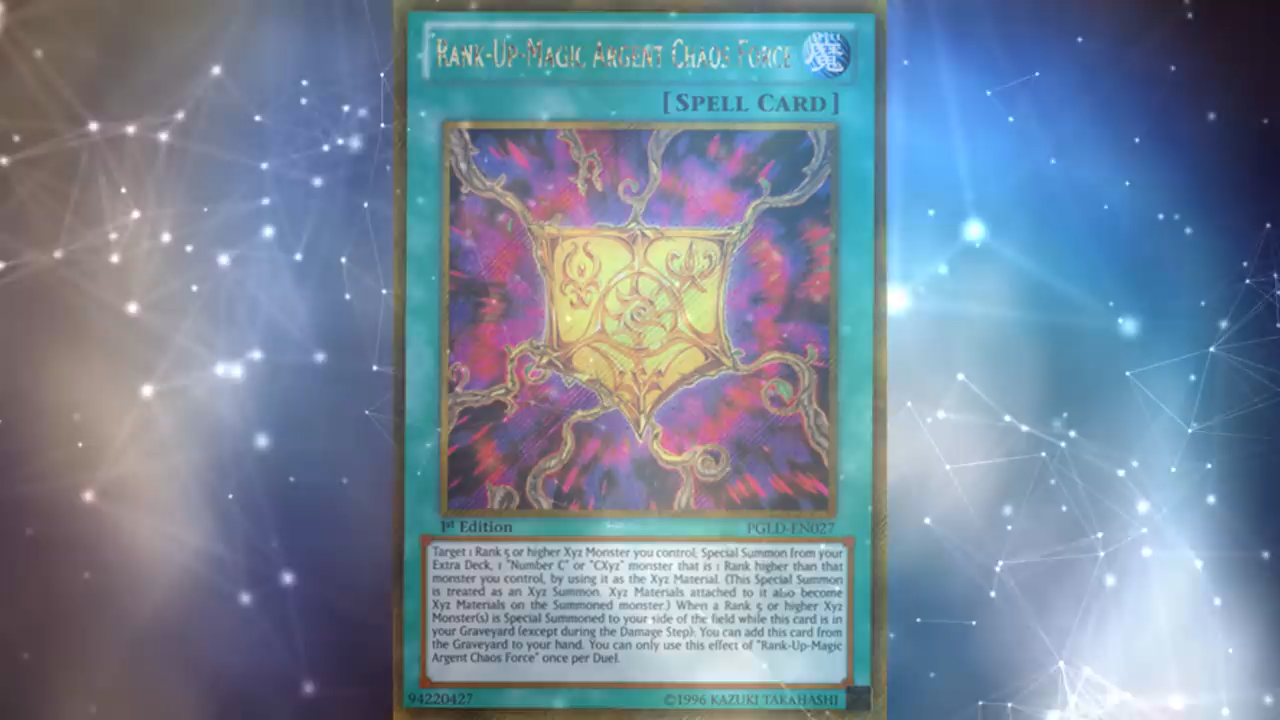 RANK-UP-MAGIC ARGENT CHAOS FORCE 魔
[SPELL CARD]
1st Edition
PGLD-EN027
Target 1 Rank 5 or higher Xyz Monster you control; Special Summon from your
Extra Deck, 1 "Number C" or "CXyz" monster that is 1 Rank higher than that
monster you control, by using it as the Xyz Material. (This Special Summon
is treated as an Xyz Summon. Xyz Materials attached to it also become
Xyz Materials on the Summoned monster.) When a Rank 5 or higher Xyz
Monster(s) is Special Summoned to your side of the field while this card is in
your Graveyard (except during the Damage Step): You can add this card from
the Graveyard to your hand. You can only use this effect of "Rank-Up-Magic
Argent Chaos Force" once per Duel.
94220427
©1996 KAZUKI TAKAHASHI